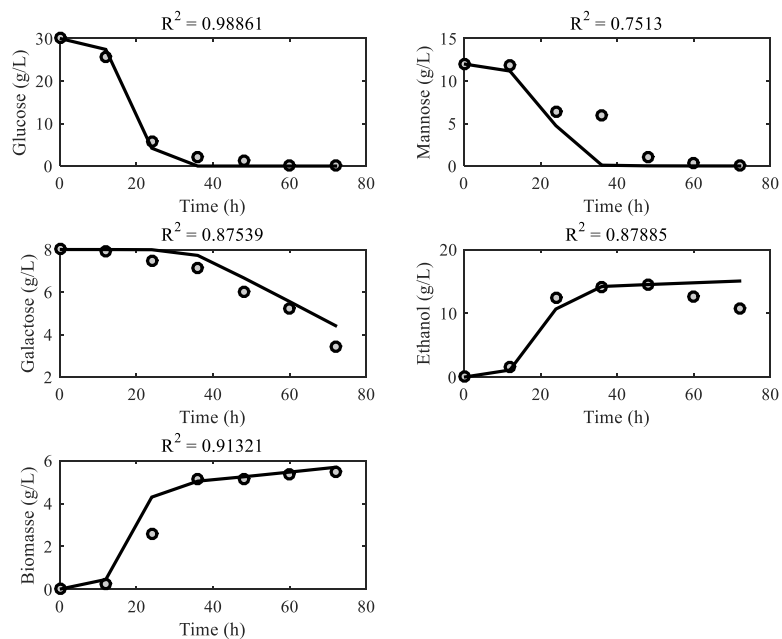 R² = 0.98861
30
20
10
0
Glucose (g/L)
0 20 40 60 80
Time (h)
R² = 0.7513
15
10
5
0
Mannose (g/L)
0 20 40 60 80
Time (h)
R² = 0.87539
8
6
4
2
Galactose (g/L)
0 20 40 60 80
Time (h)
R² = 0.87885
20
10
0
Ethanol (g/L)
0 20 40 60 80
Time (h)
R² = 0.91321
6
4
2
0
Biomasse (g/L)
0 20 40 60 80
Time (h)